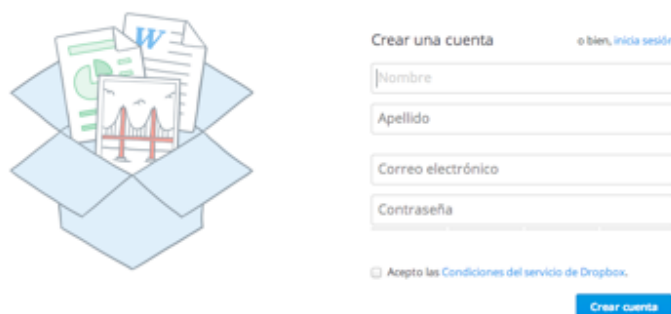 W
Crear una cuenta
o bien, inicia sesión
Nombre
Apellido
Correo electrónico
Contraseña
Acepto las Condiciones del servicio de Dropbox.
Crear cuenta